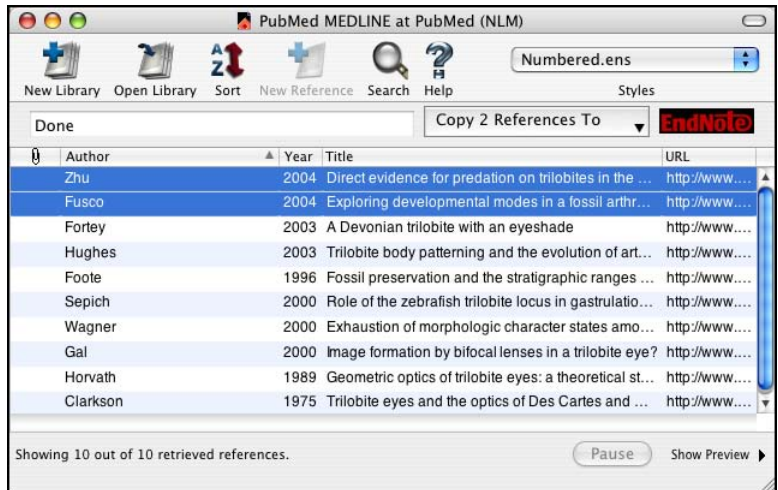 PubMed MEDLINE at PubMed (NLM)
New Library Open Library Sort New Reference Search Help Numbered.ens Styles
Done Copy 2 References To EndNote
Author Year Title URL
Zhu 2004 Direct evidence for predation on trilobites in the ... http://www....
Fusco 2004 Exploring developmental modes in a fossil arthr... http://www....
Fortey 2003 A Devonian trilobite with an eyeshade http://www....
Hughes 2003 Trilobite body patterning and the evolution of art... http://www....
Foote 1996 Fossil preservation and the stratigraphic ranges ... http://www....
Sepich 2000 Role of the zebrafish trilobite locus in gastrulatio... http://www....
Wagner 2000 Exhaustion of morphologic character states amo... http://www....
Gal 2000 Image formation by bifocal lenses in a trilobite eye? http://www....
Horvath 1989 Geometric optics of trilobite eyes: a theoretical st... http://www....
Clarkson 1975 Trilobite eyes and the optics of Des Cartes and ... http://www....
Showing 10 out of 10 retrieved references. Pause Show Preview